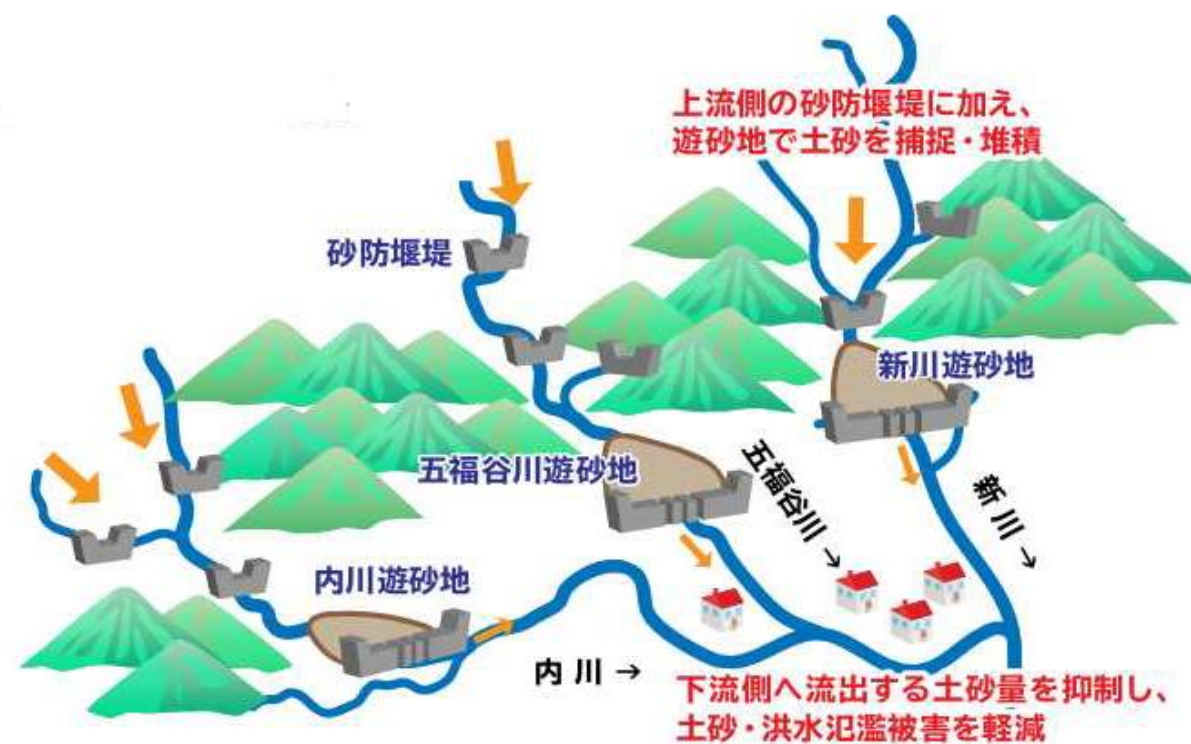 上流側の砂防堰堤に加え、
遊砂地で土砂を捕捉・堆積
砂防堰堤
新川遊砂地
五福谷川遊砂地
五福谷川→
新川→
内川遊砂地
内川→
下流側へ流出する土砂量を抑制し、
土砂・洪水氾濫被害を軽減